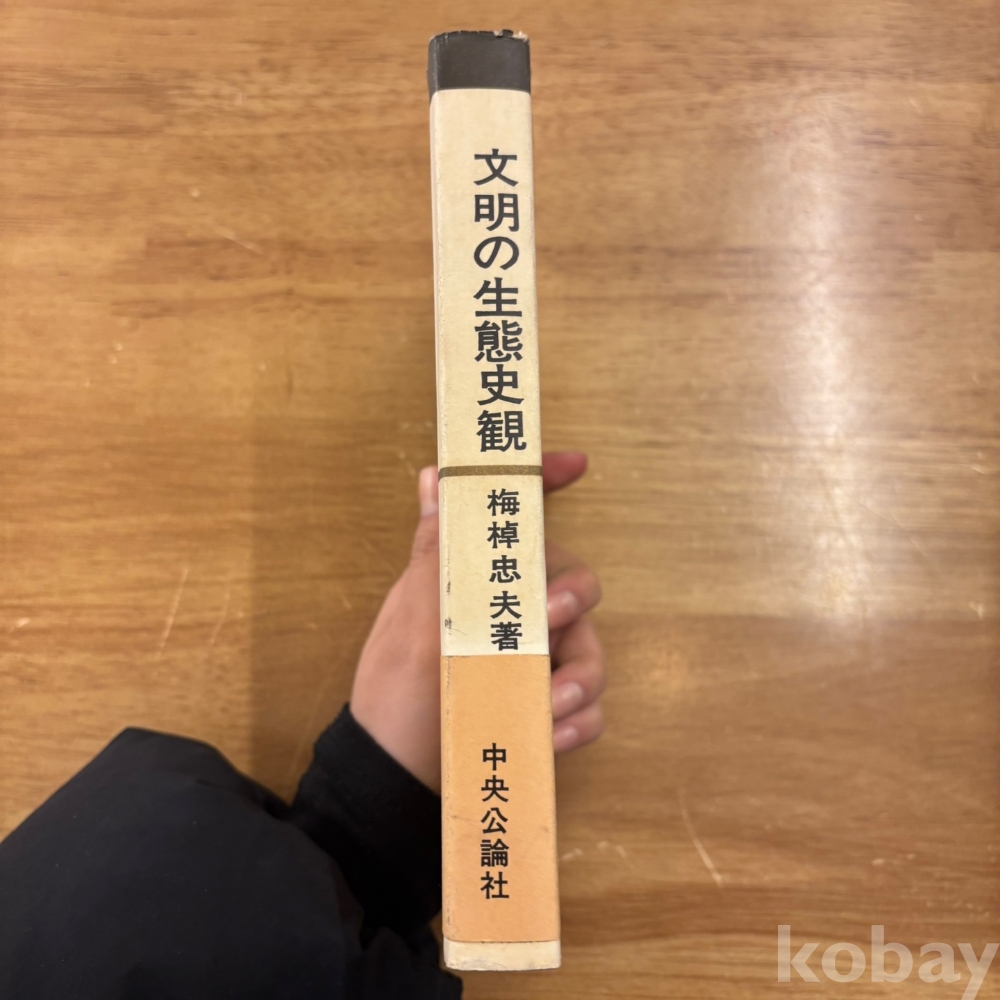 文明の生態史観
梅棹忠夫著
中央公論社
kobay